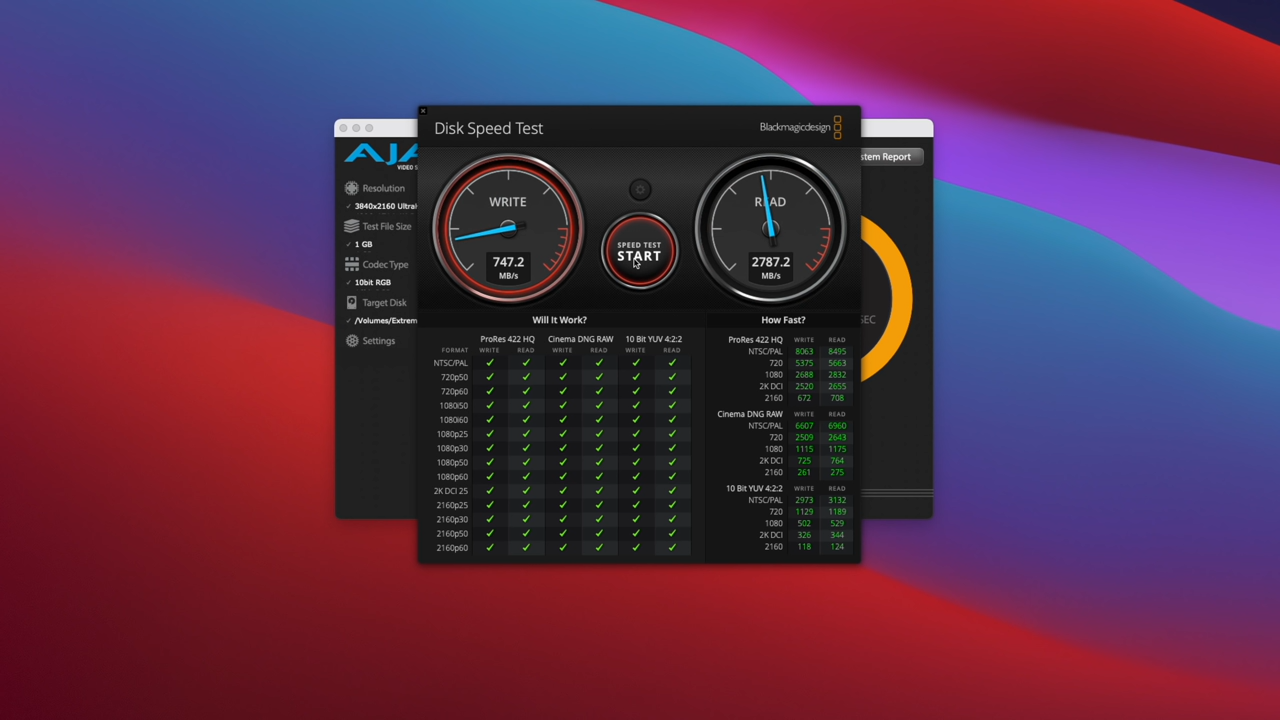 Disk Speed Test
Blackmagicdesign
AJA
VIDEO S
stem Report
Resolution
✓ 3840x2160 Ultra
Test File Size
✓ 1 GB
Codec Type
✓ 10bit RGB
Target Disk
✓ /Volumes/Extrem
Settings
WRITE
747.2
MB/s
SPEED TEST
START
READ
2787.2
MB/s
SEC
Will It Work?
ProRes 422 HQ Cinema DNG RAW 10 Bit YUV 4:2:2
FORMAT WRITE READ WRITE READ WRITE READ
NTSC/PAL ✓ ✓ ✓ ✓ ✓ ✓
720p50 ✓ ✓ ✓ ✓ ✓ ✓
720p60 ✓ ✓ ✓ ✓ ✓ ✓
1080i50 ✓ ✓ ✓ ✓ ✓ ✓
1080i60 ✓ ✓ ✓ ✓ ✓ ✓
1080p25 ✓ ✓ ✓ ✓ ✓ ✓
1080p30 ✓ ✓ ✓ ✓ ✓ ✓
1080p50 ✓ ✓ ✓ ✓ ✓ ✓
1080p60 ✓ ✓ ✓ ✓ ✓ ✓
2K DCI 25 ✓ ✓ ✓ ✓ ✓ ✓
2160p25 ✓ ✓ ✓ ✓ ✓ ✓
2160p30 ✓ ✓ ✓ ✓ ✓ ✓
2160p50 ✓ ✓ ✓ ✓ ✓ ✓
2160p60 ✓ ✓ ✓ ✓ ✓ ✓
How Fast?
ProRes 422 HQ WRITE READ
NTSC/PAL 8063 8495
720 5375 5663
1080 2688 2832
2K DCI 2520 2655
2160 672 708
Cinema DNG RAW WRITE READ
NTSC/PAL 6607 6960
720 2509 2643
1080 1115 1175
2K DCI 725 764
2160 261 275
10 Bit YUV 4:2:2 WRITE READ
NTSC/PAL 2973 3132
720 1129 1189
1080 502 529
2K DCI 326 344
2160 118 124